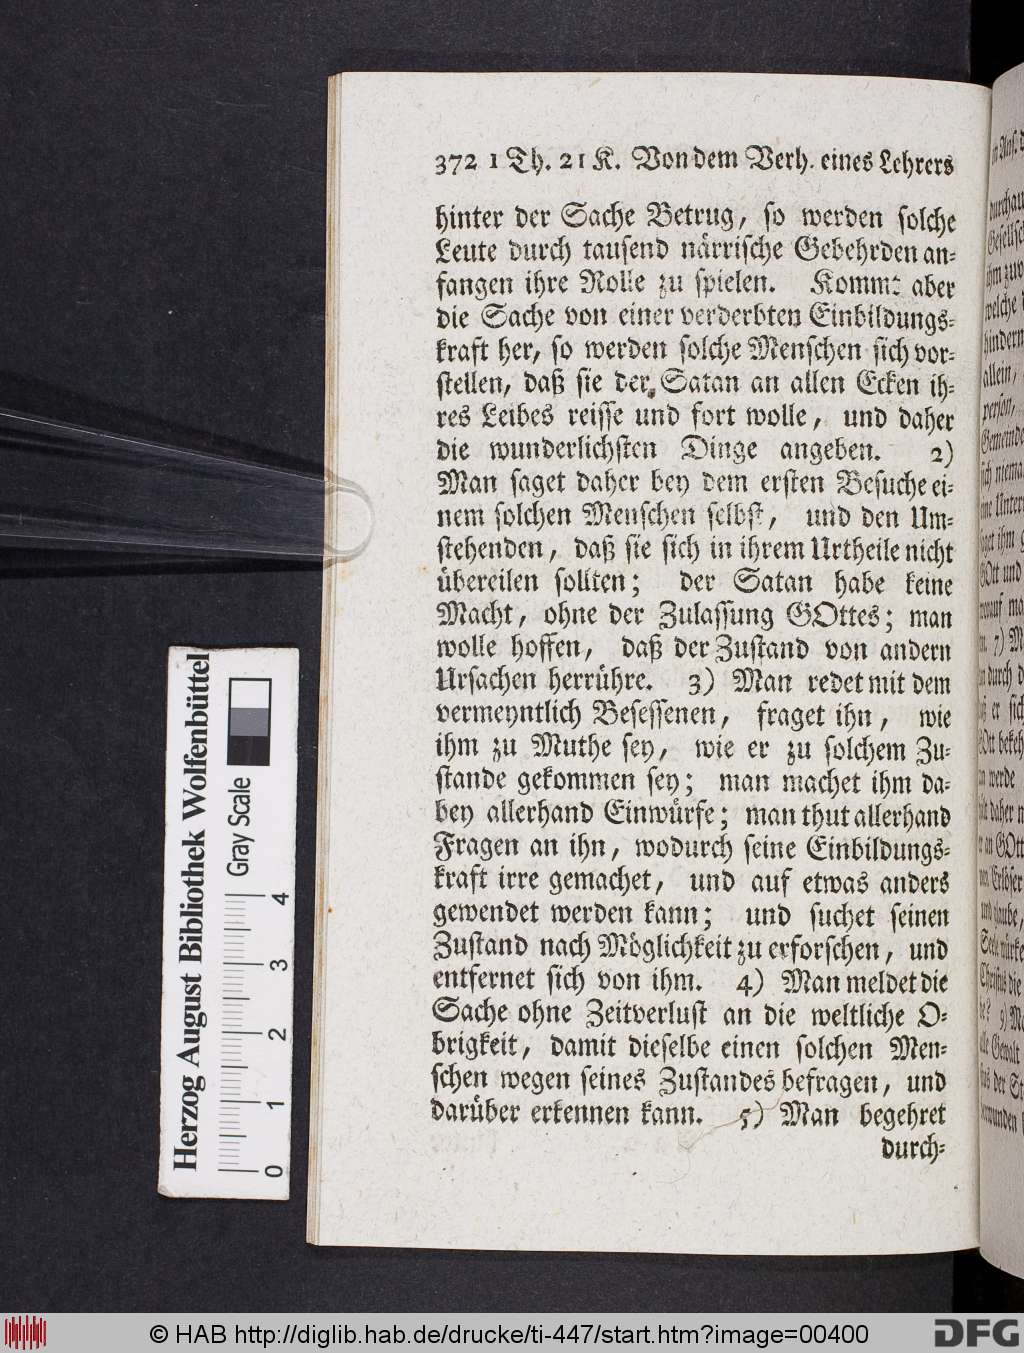 372 1 Th. 21 K. Von dem Verh. eines Lehrers
hinter der Sache Betrug, so werden solche
Leute durch tausend närrische Gebehrden an-
fangen ihre Rolle zu spielen. Kommt aber
die Sache von einer verderbten Einbildungs-
kraft her, so werden solche Menschen sich vor-
stellen, daß sie der Satan an allen Ecken ih-
res Leibes reisse und fort wolle, und daher
die wunderlichsten Dinge angeben. 2)
Man saget daher bey dem ersten Besuche ei-
nem solchen Menschen selbst, und den Um-
stehenden, daß sie sich in ihrem Urtheile nicht
übereilen sollten; der Satan habe keine
Macht, ohne der Zulassung GOttes; man
wolle hoffen, daß der Zustand von andern
Ursachen herrühre. 3) Man redet mit dem
vermeyntlich Besessenen, fraget ihn, wie
ihm zu Muthe sey, wie er zu solchem Zu-
stande gekommen sey; man machet ihm da-
bey allerhand Einwürfe; man thut allerhand
Fragen an ihn, wodurch seine Einbildungs-
kraft irre gemachet, und auf etwas anders
gewendet werden kann; und suchet seinen
Zustand nach Möglichkeit zu erforschen, und
entfernet sich von ihm. 4) Man meldet die
Sache ohne Zeitverlust an die weltliche O-
brigkeit, damit dieselbe einen solchen Men-
schen wegen seines Zustandes befragen, und
darüber erkennen kann. 5) Man begehret
durch-
Herzog August Bibliothek Wolfenbüttel
Gray Scale
0 1 2 3 4
© HAB http://diglib.hab.de/drucke/ti-447/start.htm?image=00400
DFG